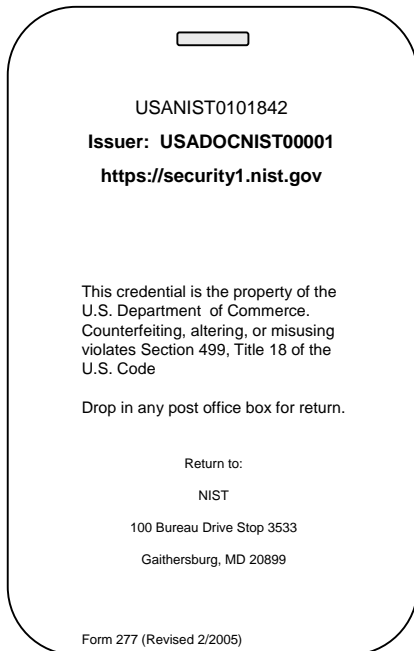 USANIST0101842
Issuer: USADOCNIST00001
https://security1.nist.gov
This credential is the property of the
U.S. Department of Commerce.
Counterfeiting, altering, or misusing
violates Section 499, Title 18 of the
U.S. Code
Drop in any post office box for return.
Return to:
NIST
100 Bureau Drive Stop 3533
Gaithersburg, MD 20899
Form 277 (Revised 2/2005)